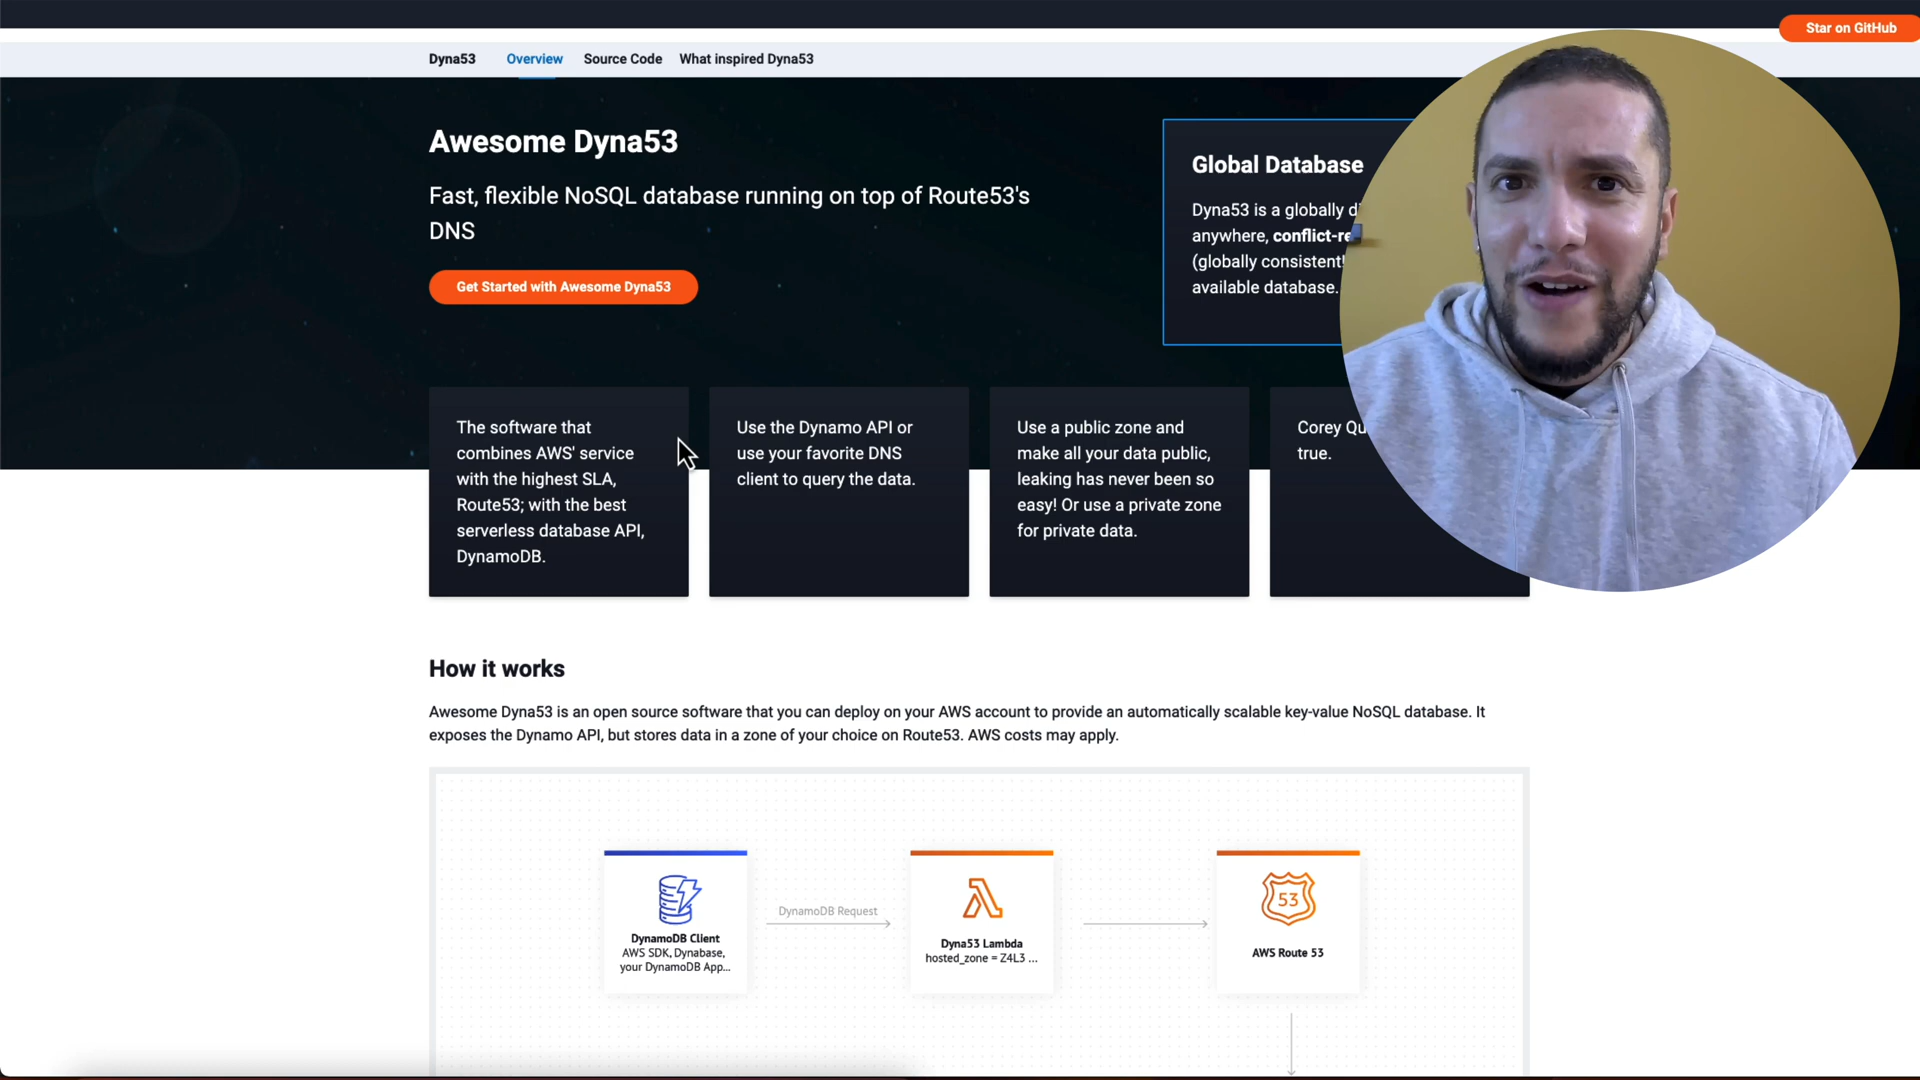 Star on GitHub
Dyna53
Overview
Source Code
What inspired Dyna53
Awesome Dyna53
Fast, flexible NoSQL database running on top of Route53's
DNS
Get Started with Awesome Dyna53
Global Database
Dyna53 is a globally
anywhere,
(globally consistent!
available database.
The software that
combines AWS' service
with the highest SLA,
Route53; with the best
serverless database API,
DynamoDB.
Use the Dynamo API or
use your favorite DNS
client to query the data.
Use a public zone and
make all your data public,
leaking has never been so
easy! Or use a private zone
for private data.
Corey
true.
How it works
Awesome Dyna53 is an open source software that you can deploy on your AWS account to provide an automatically scalable key-value NoSQL database. It
exposes the Dynamo API, but stores data in a zone of your choice on Route53. AWS costs may apply.
DynamoDB Client
AWS SDK, Dynabase,
your DynamoDB App...
DynamoDB Request
Dyna53 Lambda
hosted_zone = Z4L3 ...
53
AWS Route 53